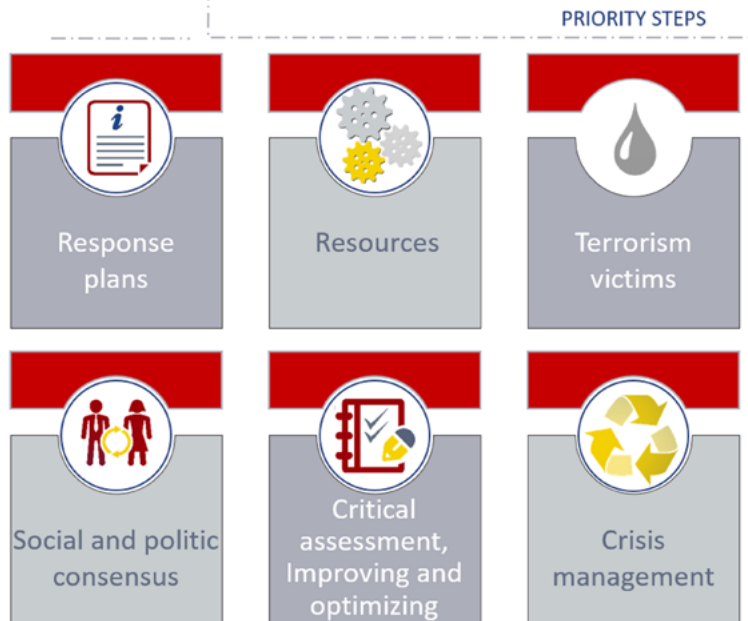 PRIORITY STEPS
i
Response
plans
Resources
Terrorism
victims
Social and politic
consensus
Critical
assessment,
Improving and
optimizing
Crisis
management